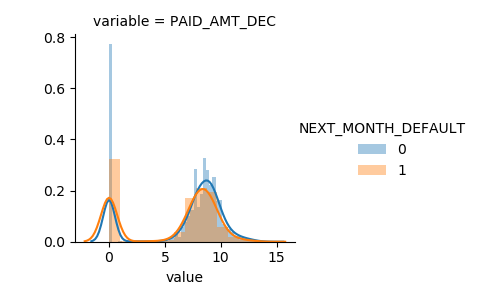 variable = PAID_AMT_DEC
0.8
0.6
0.4
0.2
0.0
0 5 10 15
value
NEXT_MONTH_DEFAULT
0
1